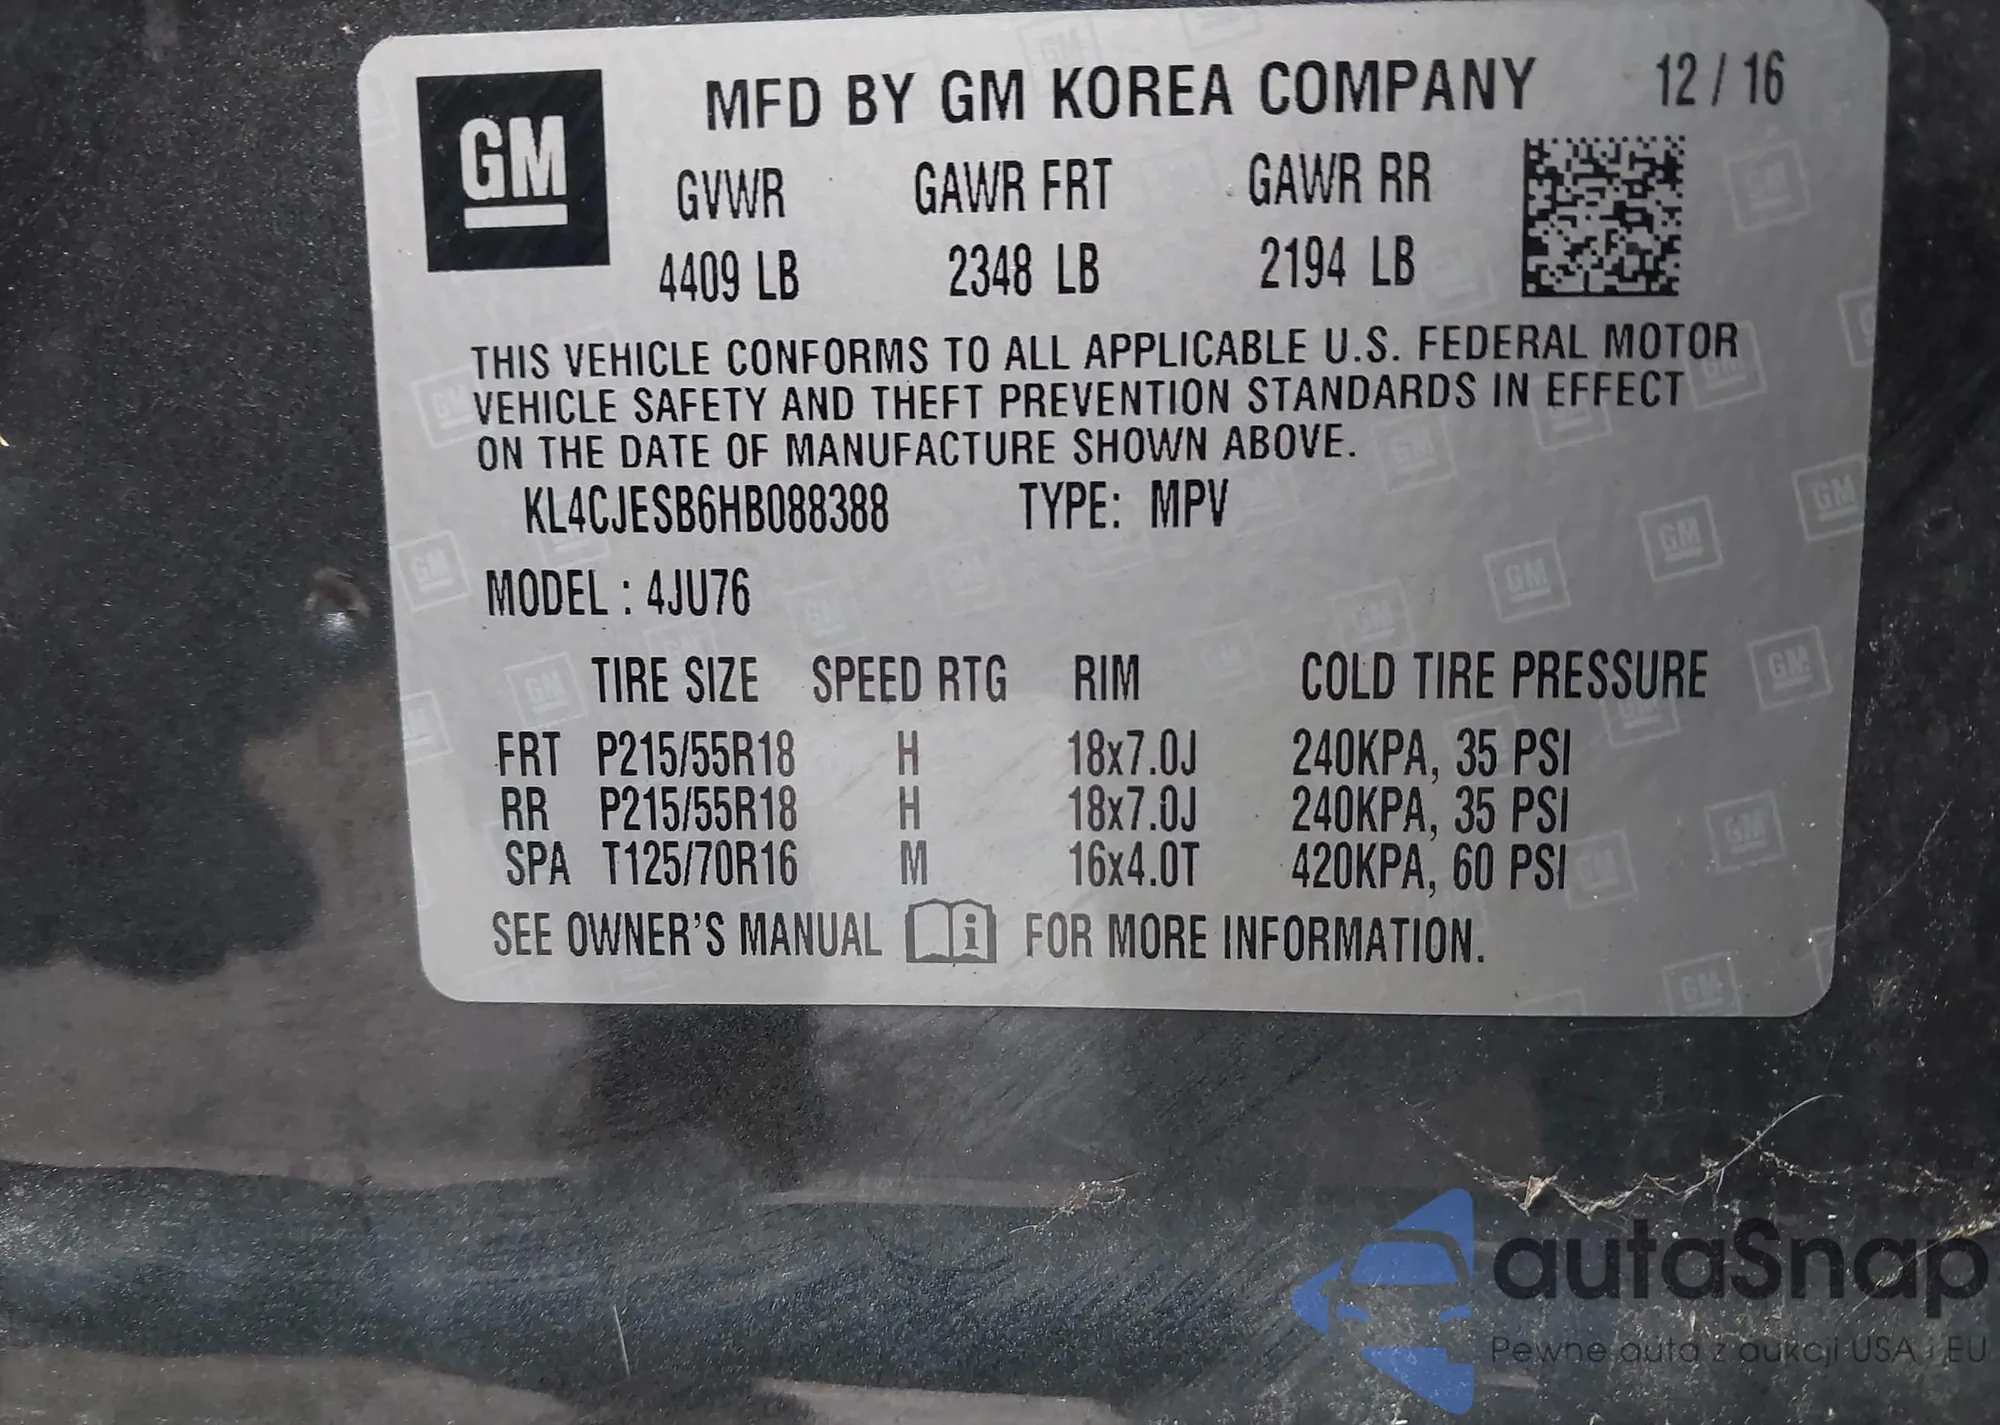 GM
MFD BY GM KOREA COMPANY 12 / 16
GVWR GAWR FRT GAWR RR
4409 LB 2348 LB 2194 LB
THIS VEHICLE CONFORMS TO ALL APPLICABLE U.S. FEDERAL MOTOR
VEHICLE SAFETY AND THEFT PREVENTION STANDARDS IN EFFECT
ON THE DATE OF MANUFACTURE SHOWN ABOVE.
KL4CJESB6HB088388 TYPE: MPV
MODEL : 4JU76
TIRE SIZE SPEED RTG RIM COLD TIRE PRESSURE
FRT P215/55R18 H 18x7.0J 240KPA, 35 PSI
RR P215/55R18 H 18x7.0J 240KPA, 35 PSI
SPA T125/70R16 M 16x4.0T 420KPA, 60 PSI
SEE OWNER'S MANUAL i FOR MORE INFORMATION.
autaSnap
Pewne auta z aukcji USA i EU